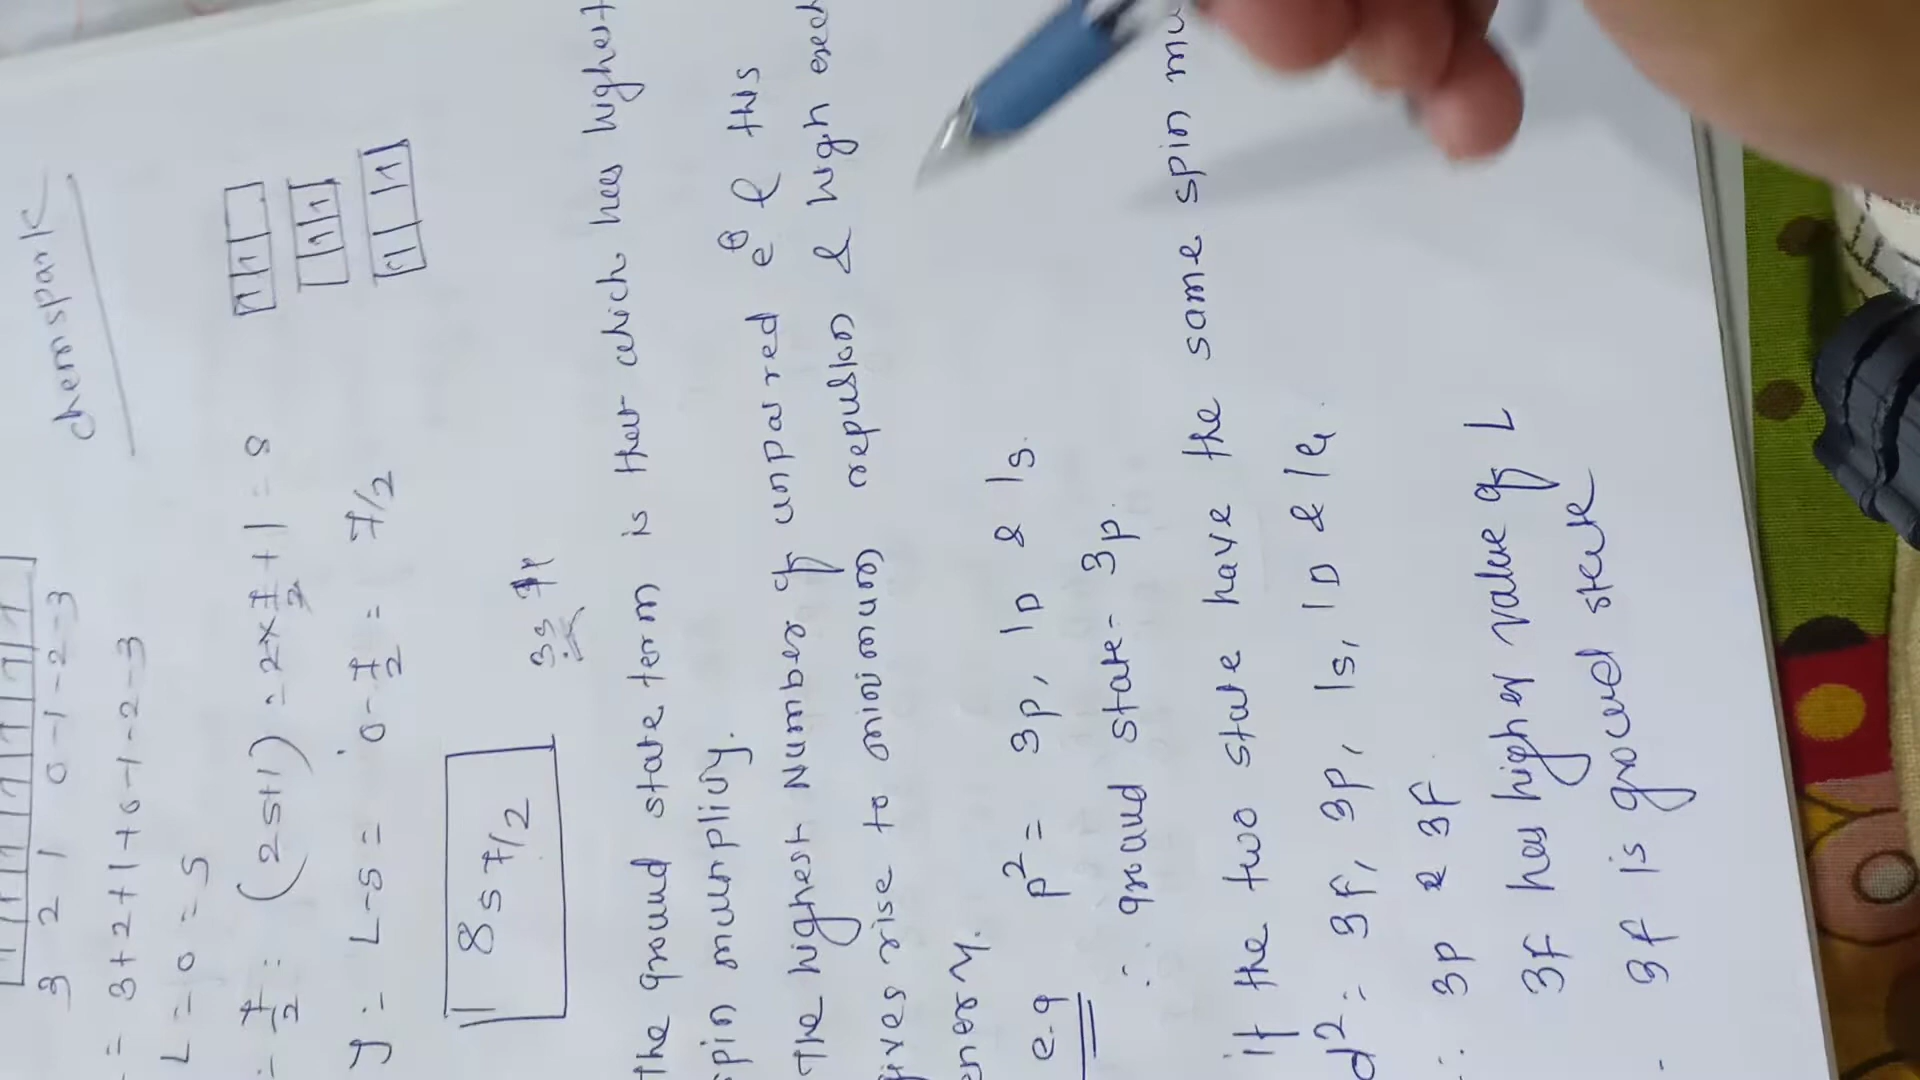 chemspark
3 2 1 0 -1 -2 -3
= 3+2+1+0-1-2-3
L = 0 = S
= 7/2 : (2s+1) = 2×7/2+1 = 8
J = L-S = 0-7/2 = 7/2
8 S 7/2
3s
The ground state term is that which has highest
spin
The highest Number of unpaired e⊖ & this
gives rise to minimum repulsion & high exch
energy.
e.g p² = 3p, 1D & 1s.
∴ ground state - 3p.
if the two state have the same spin mu
d² = 3F, 3p, 1s, 1D & 1G.
∴ 3p & 3F.
3F has higher value of L
3F is ground state